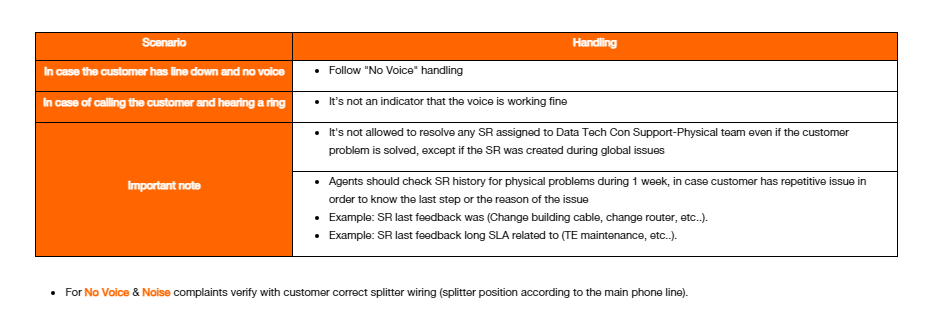 Scenario
Handling
In case the customer has line down and no voice
• Follow "No Voice" handling
In case of calling the customer and hearing a ring
• It's not an indicator that the voice is working fine
Important note
• It's not allowed to resolve any SR assigned to Data Tech Con Support-Physical team even if the customer
problem is solved, except if the SR was created during global issues
• Agents should check SR history for physical problems during 1 week, in case customer has repetitive issue in
order to know the last step or the reason of the issue
• Example: SR last feedback was (Change building cable, change router, etc..).
• Example: SR last feedback long SLA related to (TE maintenance, etc..).
• For No Voice & Noise complaints verify with customer correct splitter wiring (splitter position according to the main phone line).